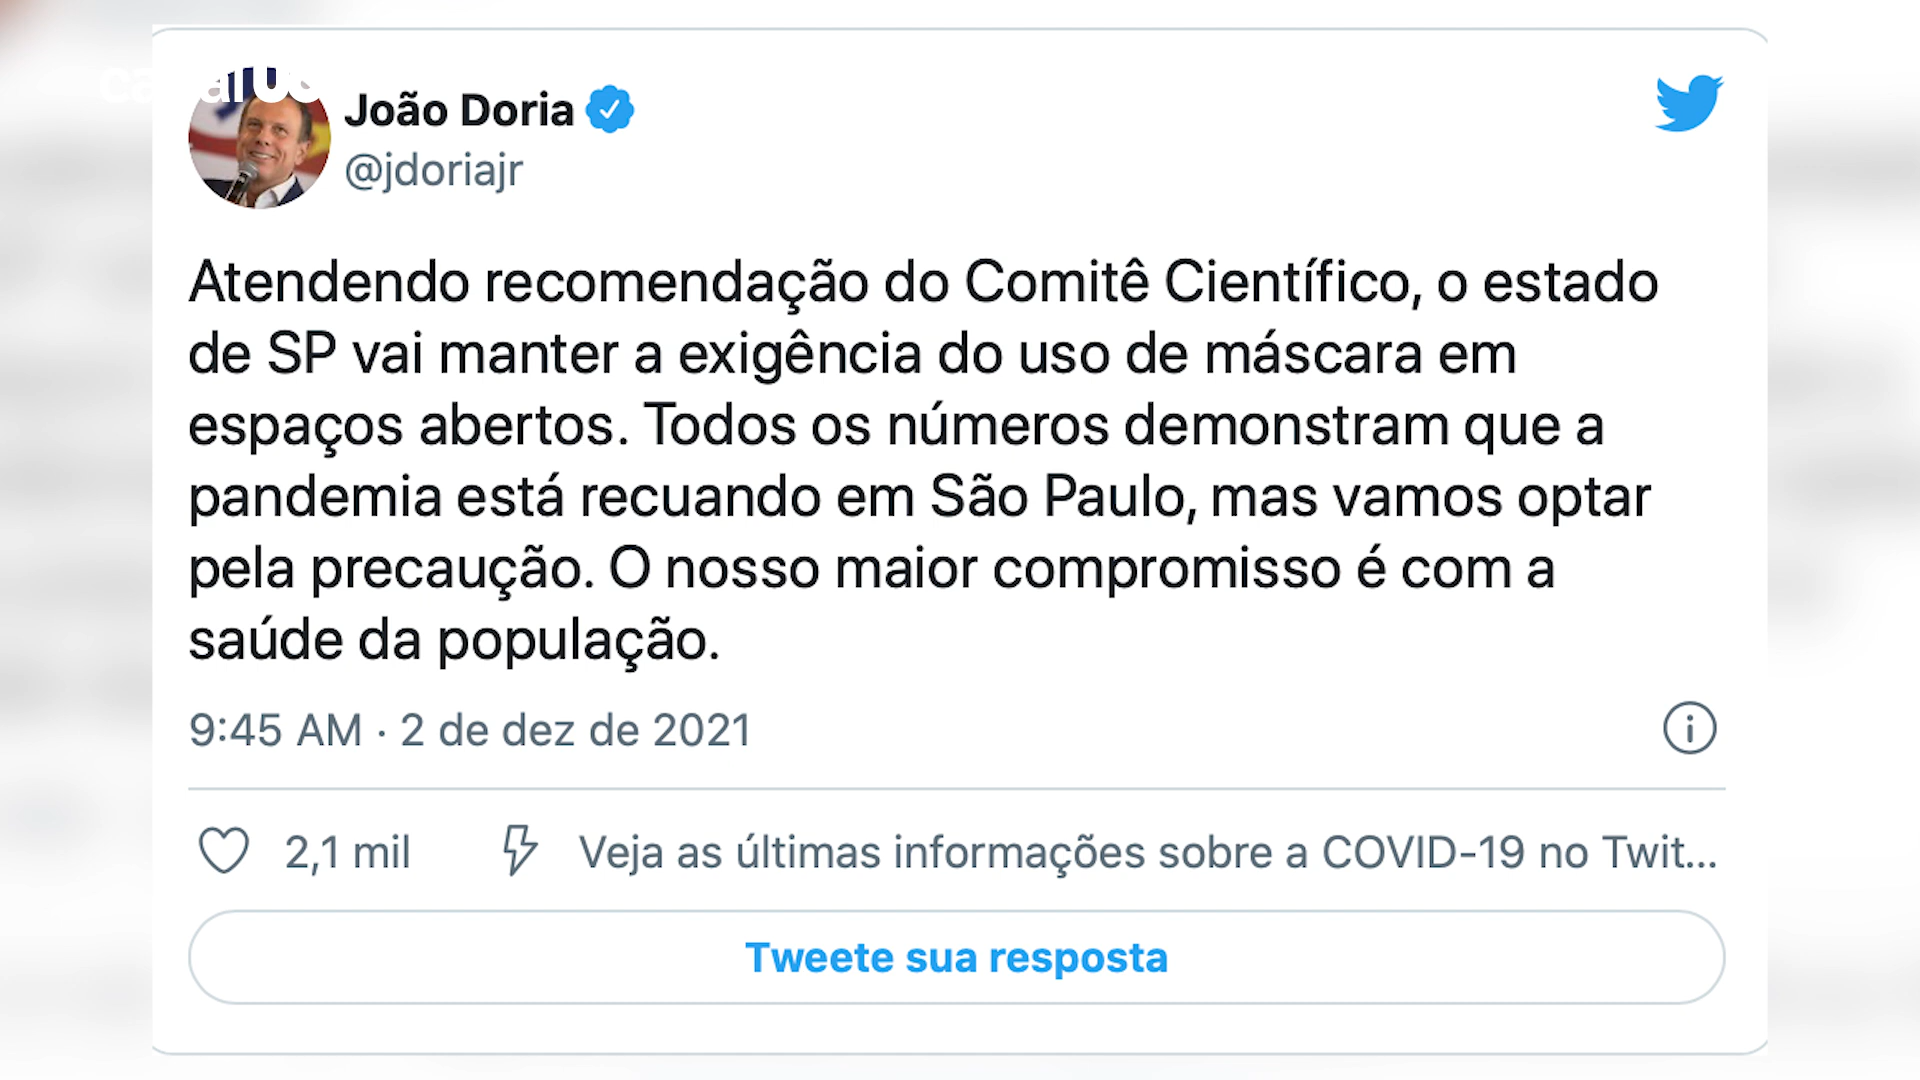 João Doria
@jdoriajr
Atendendo recomendação do Comitê Científico, o estado
de SP vai manter a exigência do uso de máscara em
espaços abertos. Todos os números demonstram que a
pandemia está recuando em São Paulo, mas vamos optar
pela precaução. O nosso maior compromisso é com a
saúde da população.
9:45 AM · 2 de dez de 2021
2,1 mil
Veja as últimas informações sobre a COVID-19 no Twit...
Tweete sua resposta